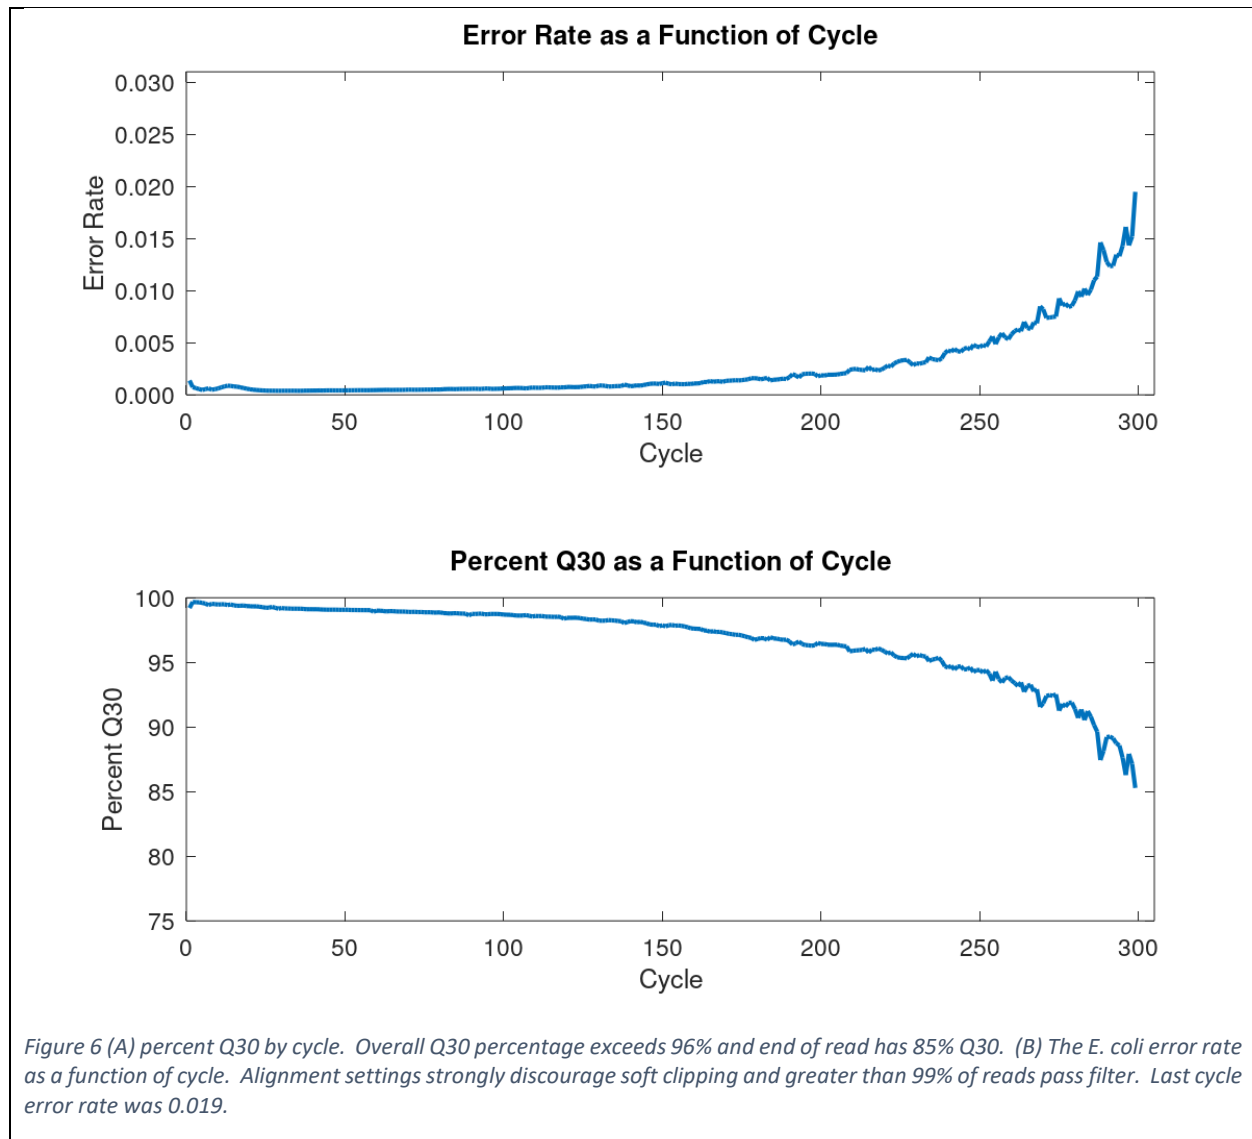 Error Rate as a Function of Cycle
0.030
0.025
0.020
0.015
0.010
0.005
0.000
Error Rate
0 50 100 150 200 250 300
Cycle
Percent Q30 as a Function of Cycle
100
95
90
85
80
75
Percent Q30
0 50 100 150 200 250 300
Cycle
Figure 6 (A) percent Q30 by cycle. Overall Q30 percentage exceeds 96% and end of read has 85% Q30. (B) The E. coli error rate
as a function of cycle. Alignment settings strongly discourage soft clipping and greater than 99% of reads pass filter. Last cycle
error rate was 0.019.